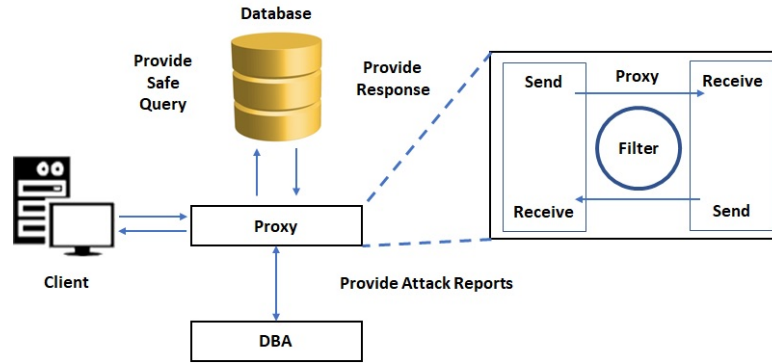 Database
Provide
Safe
Query
Provide
Response
Send
Proxy
Receive
Filter
Receive
Send
Proxy
Client
Provide Attack Reports
DBA